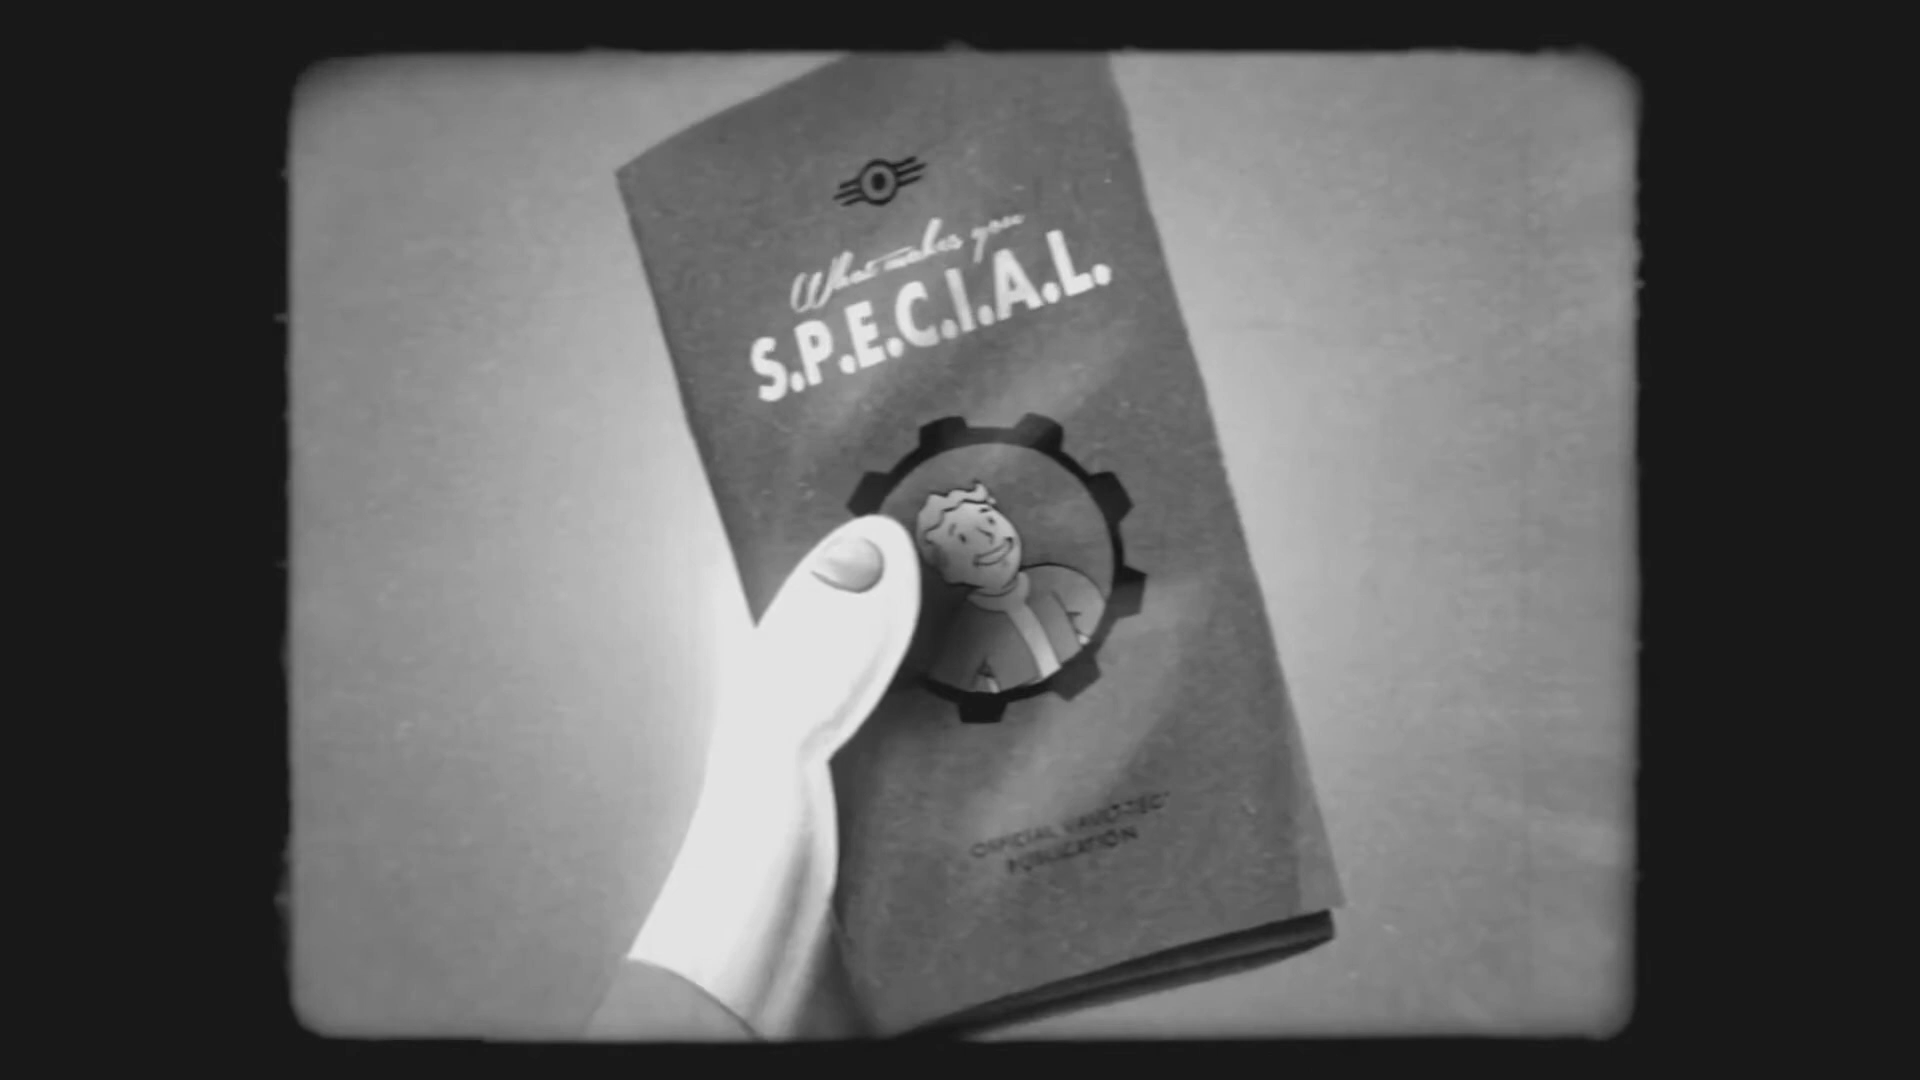 What makes you
S.P.E.C.I.A.L.
OFFICIAL VAULT-TEC
PUBLICATION